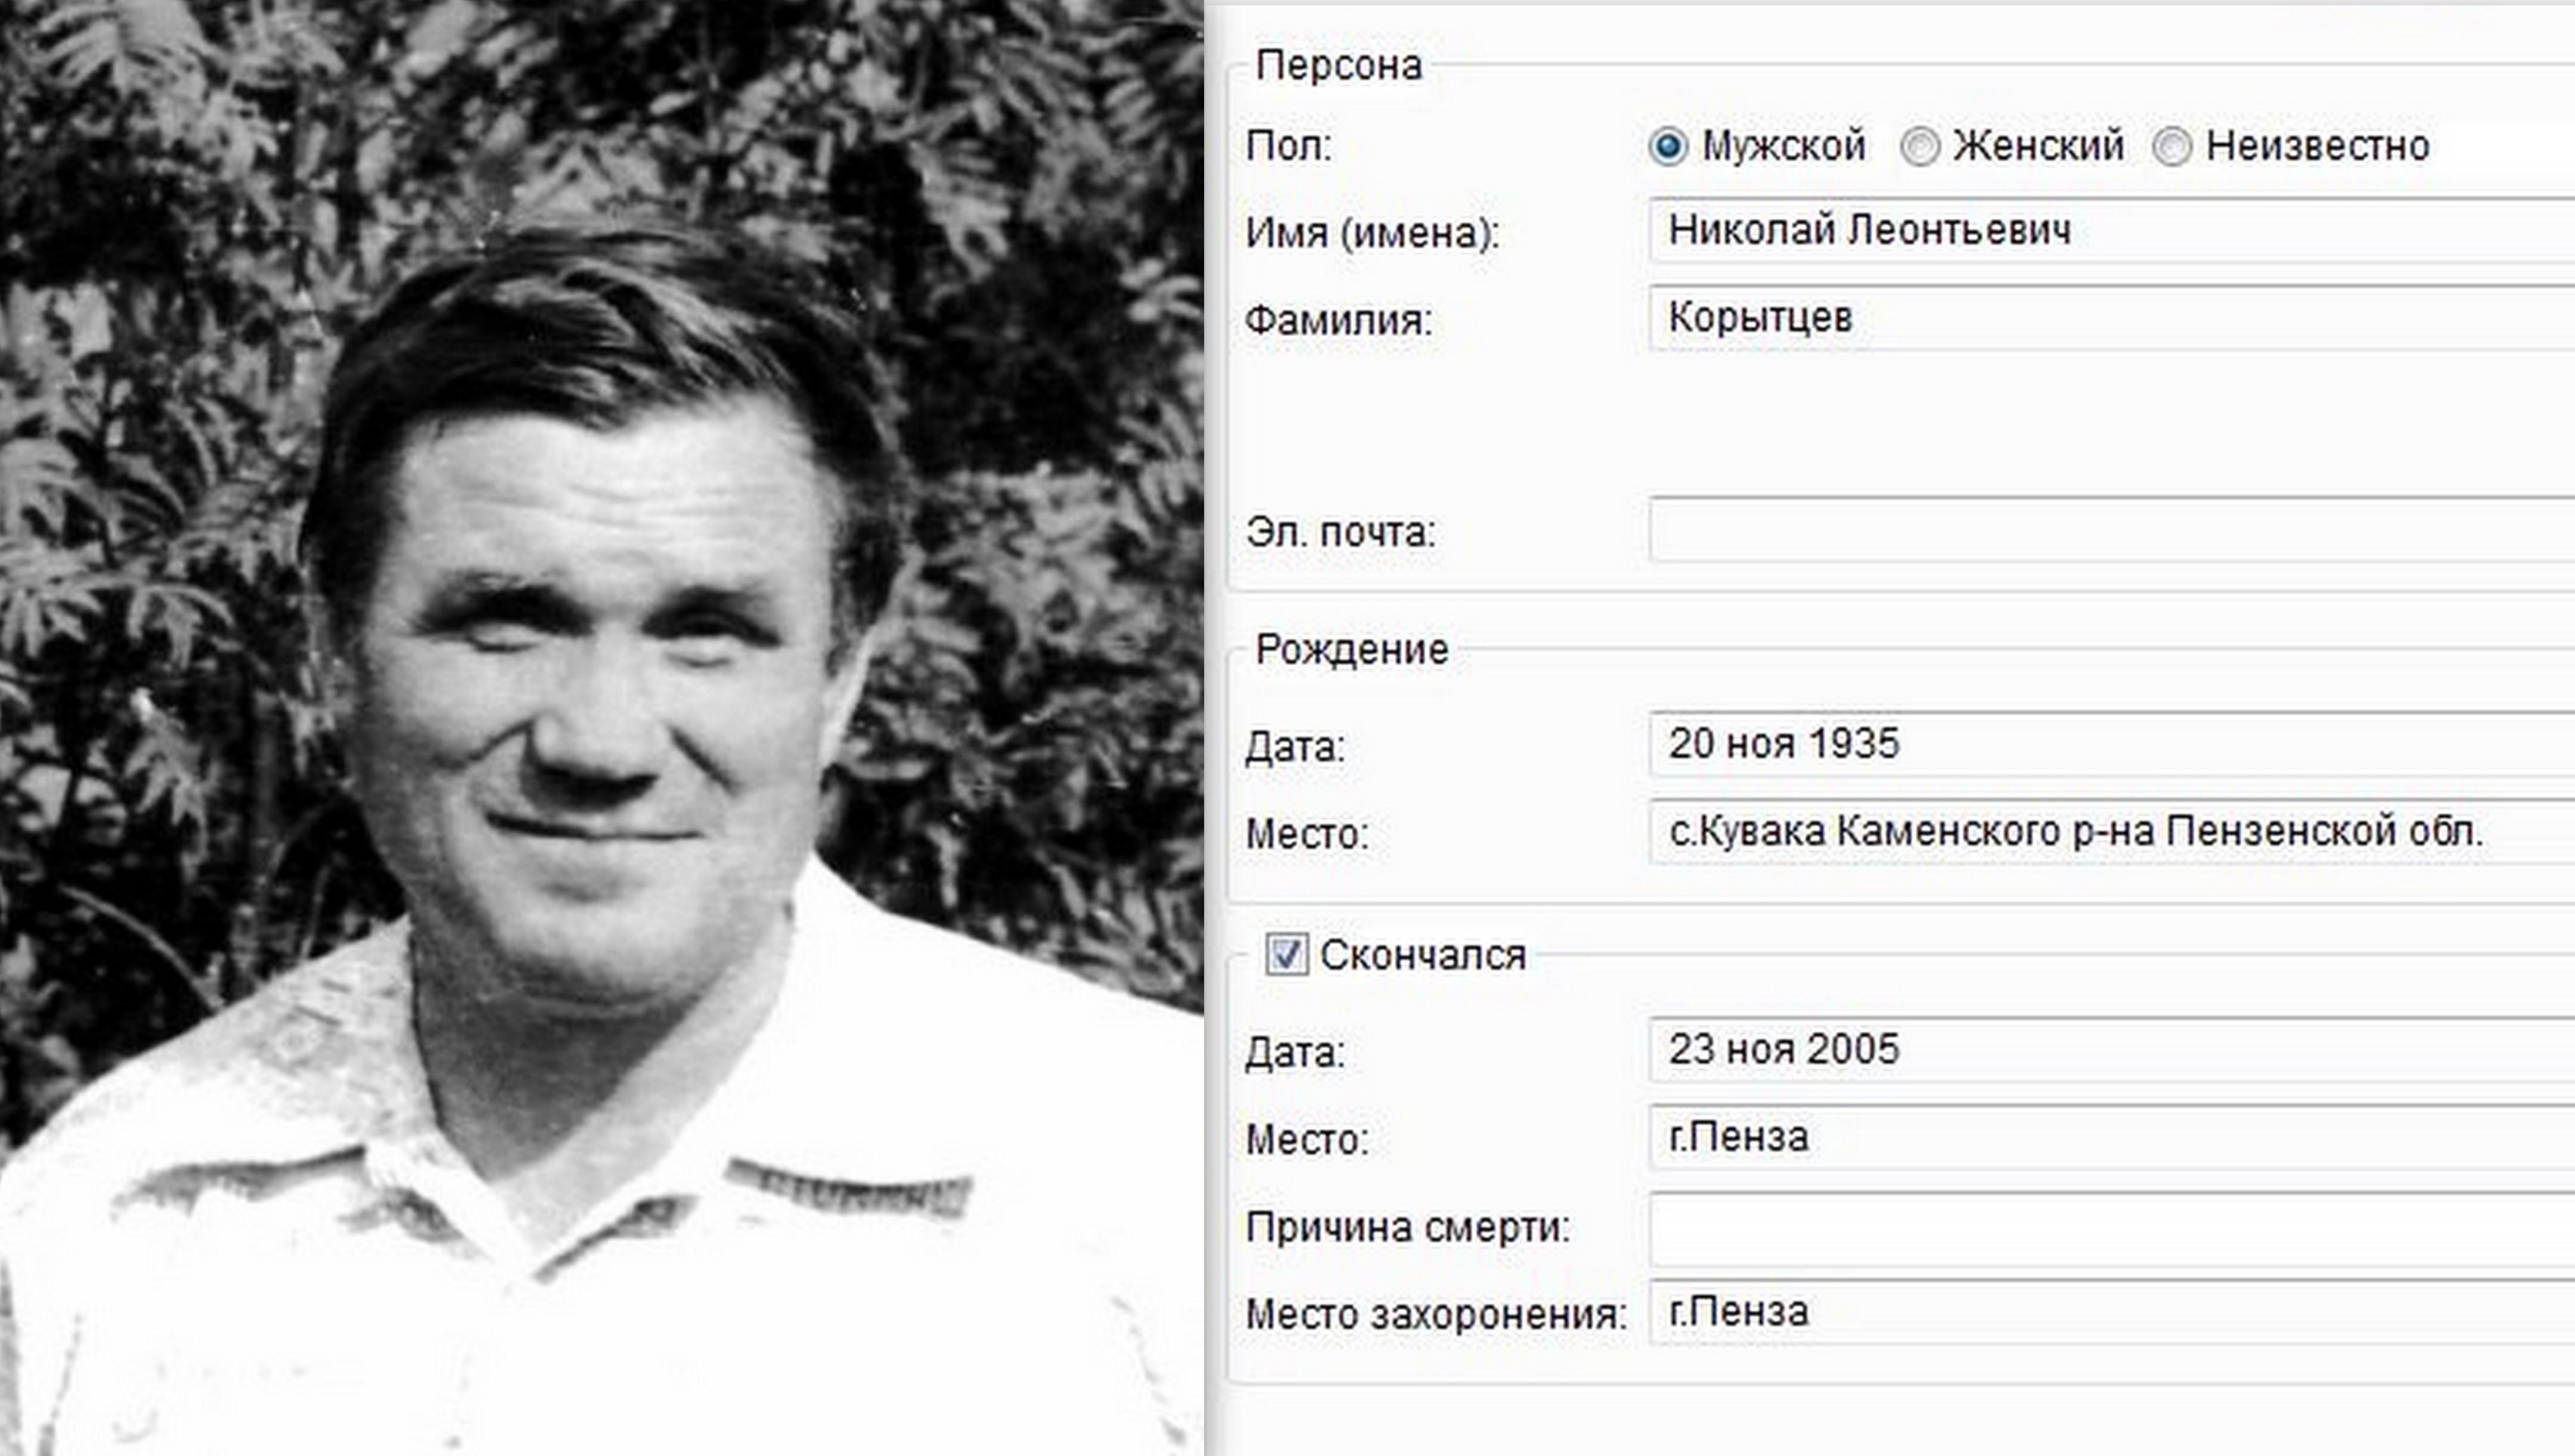 Персона
Пол: Мужской Женский Неизвестно
Имя (имена): Николай Леонтьевич
Фамилия: Корытцев
Эл. почта:
Рождение
Дата: 20 ноя 1935
Место: с.Кувака Каменского р-на Пензенской обл.
Скончался
Дата: 23 ноя 2005
Место: г.Пенза
Причина смерти:
Место захоронения: г.Пенза